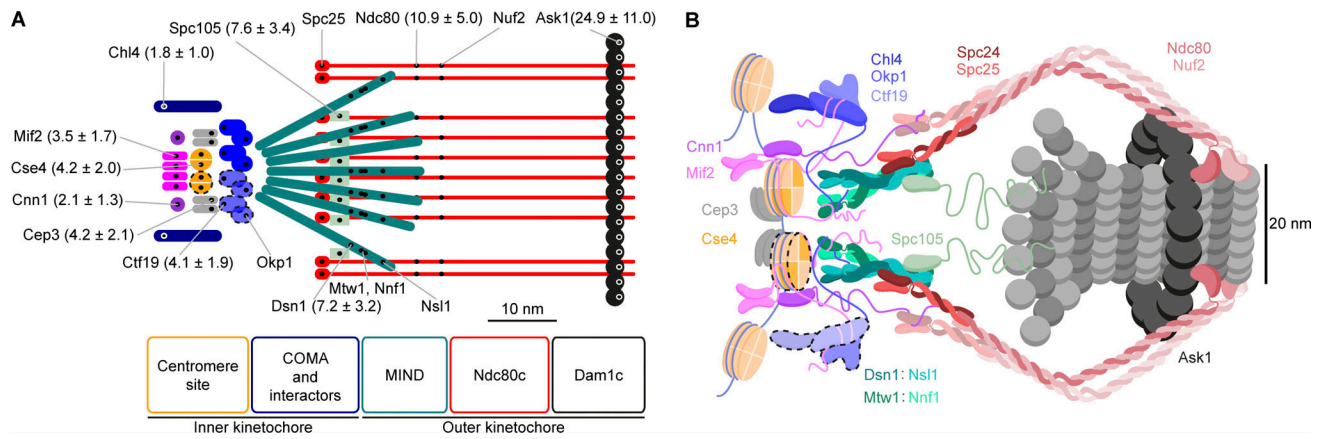 A
Spc105 (7.6 ± 3.4)
Spc25
Ndc80 (10.9 ± 5.0)
Nuf2
Ask1(24.9 ± 11.0)
Chl4 (1.8 ± 1.0)
Mif2 (3.5 ± 1.7)
Cse4 (4.2 ± 2.0)
Cnn1 (2.1 ± 1.3)
Cep3 (4.2 ± 2.1)
Ctf19 (4.1 ± 1.9)
Okp1
Dsn1 (7.2 ± 3.2)
Mtw1, Nnf1
Nsl1
10 nm
Centromere
site
COMA
and
interactors
MIND
Ndc80c
Dam1c
Inner kinetochore
Outer kinetochore
B
Chl4
Okp1
Ctf19
Spc24
Spc25
Ndc80
Nuf2
Cnn1
Mif2
Cep3
Cse4
Spc105
20 nm
Ask1
Dsn1: Nsl1
Mtw1: Nnf1